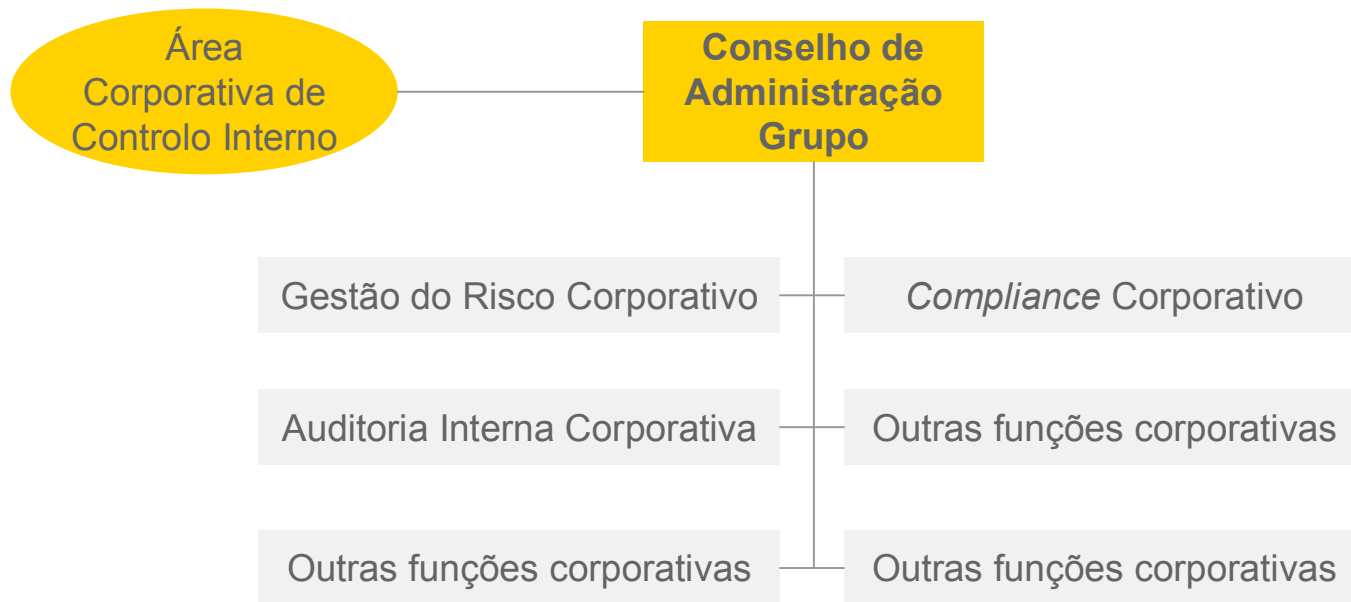 Área
Corporativa de
Controlo Interno
Conselho de
Administração
Grupo
Gestão do Risco Corporativo
Compliance Corporativo
Auditoria Interna Corporativa
Outras funções corporativas
Outras funções corporativas
Outras funções corporativas